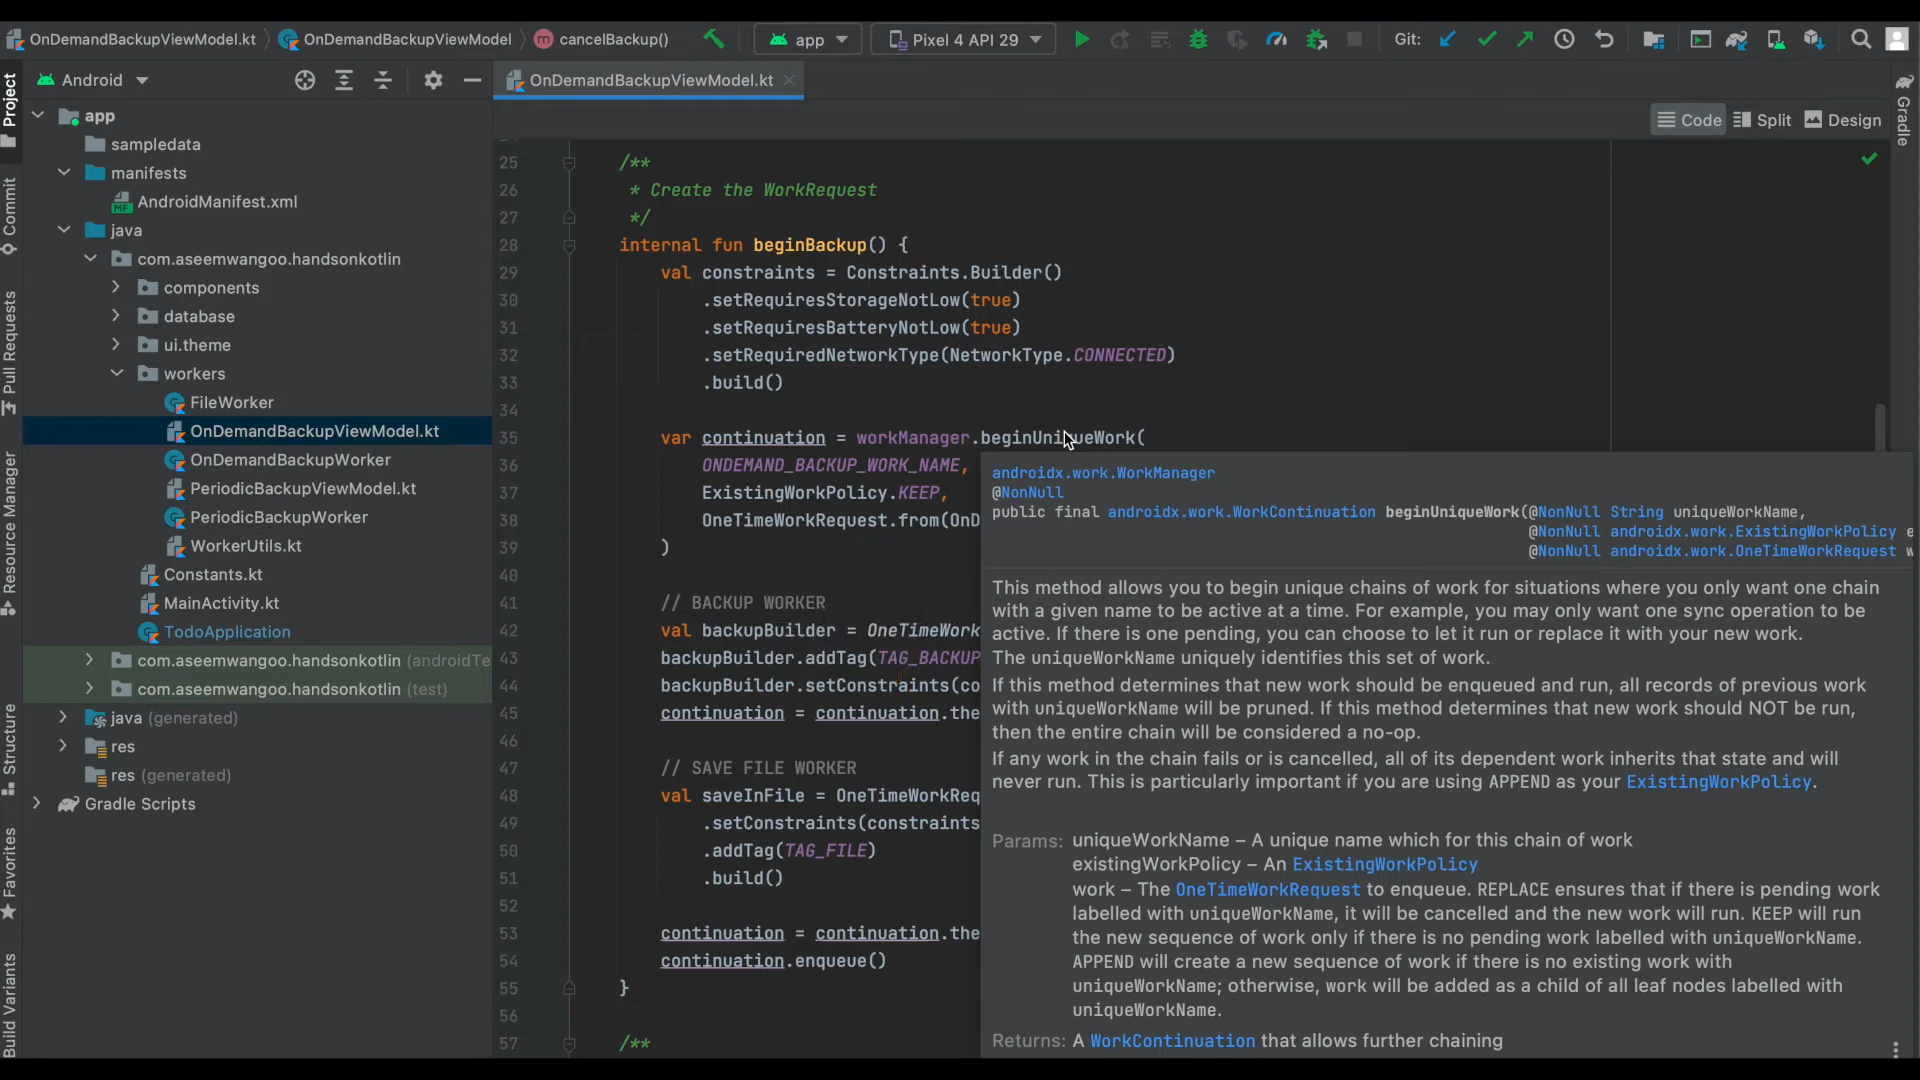 OnDemandBackupViewModel.kt OnDemandBackupViewModel cancelBackup() app Pixel 4 API 29 Git:
Project
Commit
Pull Requests
Resource Manager
Structure
Favorites
Build Variants
Android
app
sampledata
manifests
AndroidManifest.xml
java
com.aseemwangoo.handsonkotlin
components
database
ui.theme
workers
FileWorker
OnDemandBackupViewModel.kt
OnDemandBackupWorker
PeriodicBackupViewModel.kt
PeriodicBackupWorker
WorkerUtils.kt
Constants.kt
MainActivity.kt
TodoApplication
com.aseemwangoo.handsonkotlin (androidTe
com.aseemwangoo.handsonkotlin (test)
java (generated)
res
res (generated)
Gradle Scripts
OnDemandBackupViewModel.kt
Code Split Design
Gradle
25 /**
26 * Create the WorkRequest
27 */
28 internal fun beginBackup() {
29 val constraints = Constraints.Builder()
30 .setRequiresStorageNotLow(true)
31 .setRequiresBatteryNotLow(true)
32 .setRequiredNetworkType(NetworkType.CONNECTED)
33 .build()
34
35 var continuation = workManager.beginUniqueWork(
36 ONDEMAND_BACKUP_WORK_NAME,
37 ExistingWorkPolicy.KEEP,
38 OneTimeWorkRequest.from(OnD
39 )
40
41 // BACKUP WORKER
42 val backupBuilder = OneTimeWork
43 backupBuilder.addTag(TAG_BACKUP
44 backupBuilder.setConstraints(co
45 continuation = continuation.the
46
47 // SAVE FILE WORKER
48 val saveInFile = OneTimeWorkReq
49 .setConstraints(constraints
50 .addTag(TAG_FILE)
51 .build()
52
53 continuation = continuation.the
54 continuation.enqueue()
55 }
56
57 /**
androidx.work.WorkManager
@NonNull
public final androidx.work.WorkContinuation beginUniqueWork(@NonNull String uniqueWorkName,
@NonNull androidx.work.ExistingWorkPolicy e
@NonNull androidx.work.OneTimeWorkRequest w
This method allows you to begin unique chains of work for situations where you only want one chain
with a given name to be active at a time. For example, you may only want one sync operation to be
active. If there is one pending, you can choose to let it run or replace it with your new work.
The uniqueWorkName uniquely identifies this set of work.
If this method determines that new work should be enqueued and run, all records of previous work
with uniqueWorkName will be pruned. If this method determines that new work should NOT be run,
then the entire chain will be considered a no-op.
If any work in the chain fails or is cancelled, all of its dependent work inherits that state and will
never run. This is particularly important if you are using APPEND as your ExistingWorkPolicy.
Params: uniqueWorkName – A unique name which for this chain of work
existingWorkPolicy – An ExistingWorkPolicy
work – The OneTimeWorkRequest to enqueue. REPLACE ensures that if there is pending work
labelled with uniqueWorkName, it will be cancelled and the new work will run. KEEP will run
the new sequence of work only if there is no pending work labelled with uniqueWorkName.
APPEND will create a new sequence of work if there is no existing work with
uniqueWorkName; otherwise, work will be added as a child of all leaf nodes labelled with
uniqueWorkName.
Returns: A WorkContinuation that allows further chaining